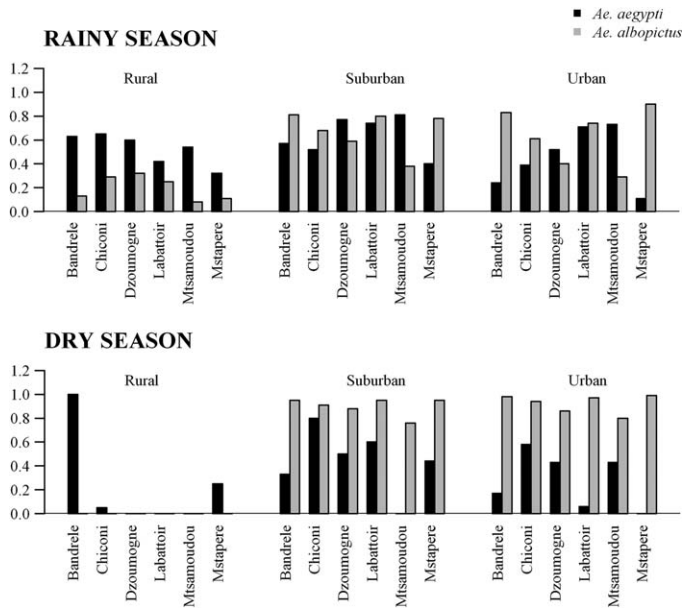 Ae. aegypti
Ae. albopictus
RAINY SEASON
Rural
Suburban
Urban
1.2
1.0
0.8
0.6
0.4
0.2
0.0
Bandrele
Chiconi
Dzoumogne
Labattoir
Mtsamoudou
Mstapere
Bandrele
Chiconi
Dzoumogne
Labattoir
Mtsamoudou
Mstapere
Bandrele
Chiconi
Dzoumogne
Labattoir
Mtsamoudou
Mstapere
DRY SEASON
Rural
Suburban
Urban
1.2
1.0
0.8
0.6
0.4
0.2
0.0
Bandrele
Chiconi
Dzoumogne
Labattoir
Mtsamoudou
Mstapere
Bandrele
Chiconi
Dzoumogne
Labattoir
Mtsamoudou
Mstapere
Bandrele
Chiconi
Dzoumogne
Labattoir
Mtsamoudou
Mstapere